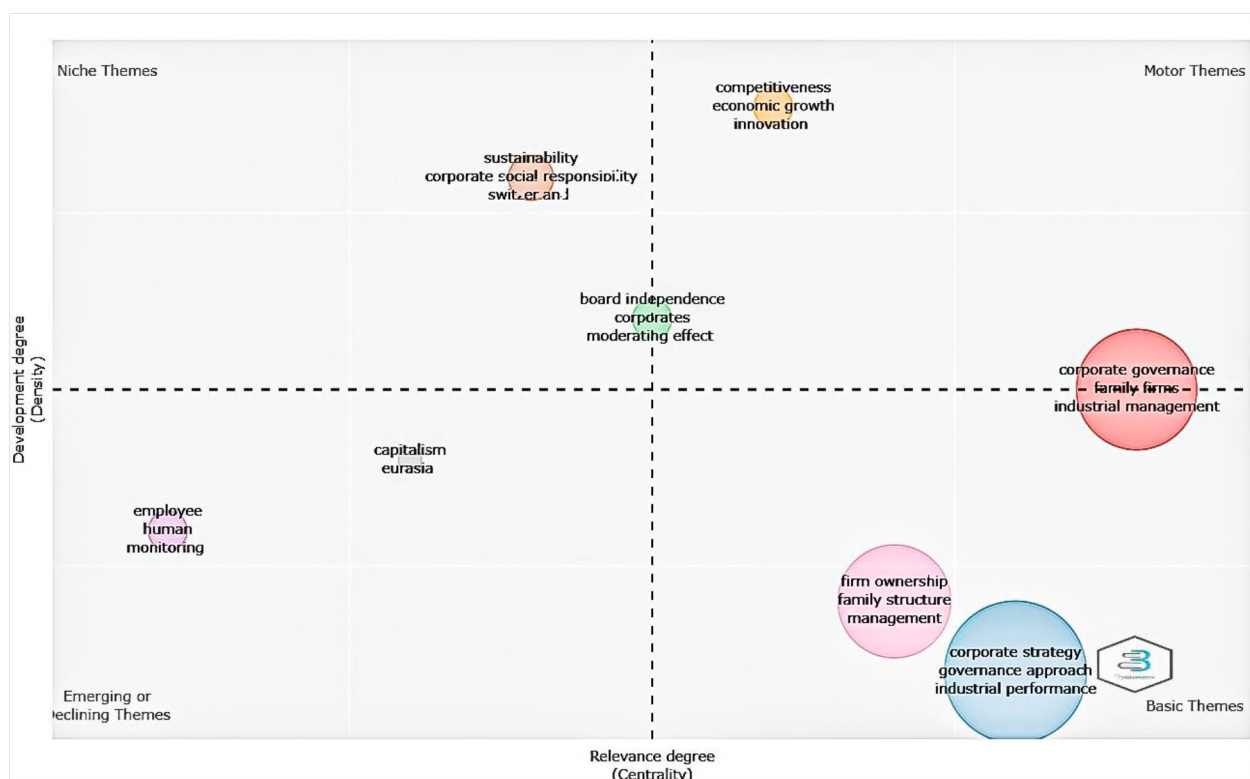 Niche Themes
Motor Themes
competitiveness
economic growth
innovation
sustainability
corporate social responsibility
board independence
corporates
moderating effect
corporate governance
family firms
industrial management
capitalism
eurasia
employee
human
monitoring
firm ownership
family structure
management
corporate strategy
governance approach
industrial performance
Emerging or
Declining Themes
Basic Themes
Development degree
(Density)
Relevance degree
(Centrality)